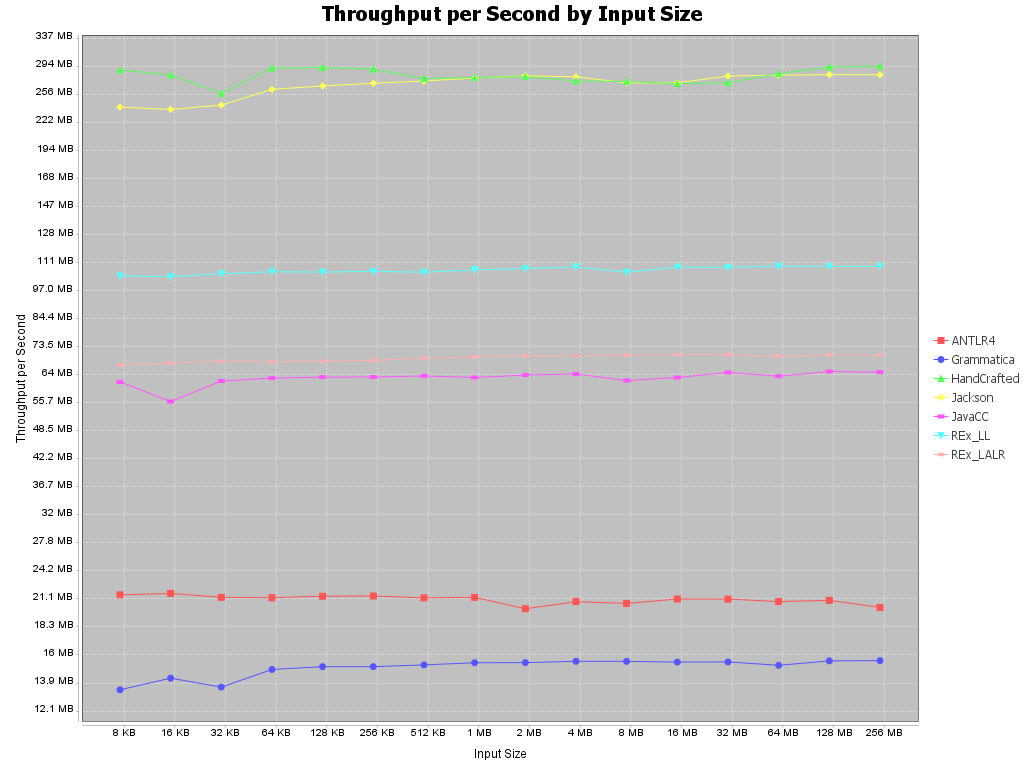 Throughput per Second by Input Size
337 MB
294 MB
256 MB
222 MB
194 MB
168 MB
147 MB
128 MB
111 MB
97.0 MB
84.4 MB
73.5 MB
64 MB
55.7 MB
48.5 MB
42.2 MB
36.7 MB
32 MB
27.8 MB
24.2 MB
21.1 MB
18.3 MB
16 MB
13.9 MB
12.1 MB
Throughput per Second
8 KB 16 KB 32 KB 64 KB 128 KB 256 KB 512 KB 1 MB 2 MB 4 MB 8 MB 16 MB 32 MB 64 MB 128 MB 256 MB
Input Size
ANTLR4
Grammatica
HandCrafted
Jackson
JavaCC
REx_LL
REx_LALR